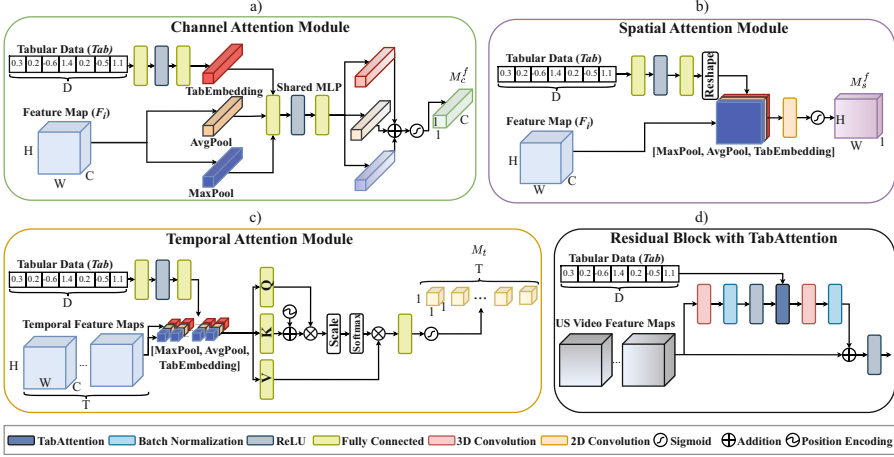 a)
Channel Attention Module
Tabular Data (Tab)
0.3 0.2 -0.6 1.4 0.2 -0.5 1.1
D
TabEmbedding
Shared MLP
Feature Map (F_i)
H
W
C
AvgPool
MaxPool
M_c^f
1
1
C
b)
Spatial Attention Module
Tabular Data (Tab)
0.3 0.2 -0.6 1.4 0.2 -0.5 1.1
D
Reshape
Feature Map (F_i)
H
W
C
[MaxPool, AvgPool, TabEmbedding]
M_s^f
H
W
1
c)
Temporal Attention Module
Tabular Data (Tab)
0.3 0.2 -0.6 1.4 0.2 -0.5 1.1
D
Temporal Feature Maps
H
W
C
...
T
[MaxPool, AvgPool,
TabEmbedding]
Q
K
V
Scale
Softmax
M_t
T
1
1
...
d)
Residual Block with TabAttention
Tabular Data (Tab)
0.3 0.2 -0.6 1.4 0.2 -0.5 1.1
D
US Video Feature Maps
...
TabAttention
Batch Normalization
ReLU
Fully Connected
3D Convolution
2D Convolution
Sigmoid
Addition
Position Encoding